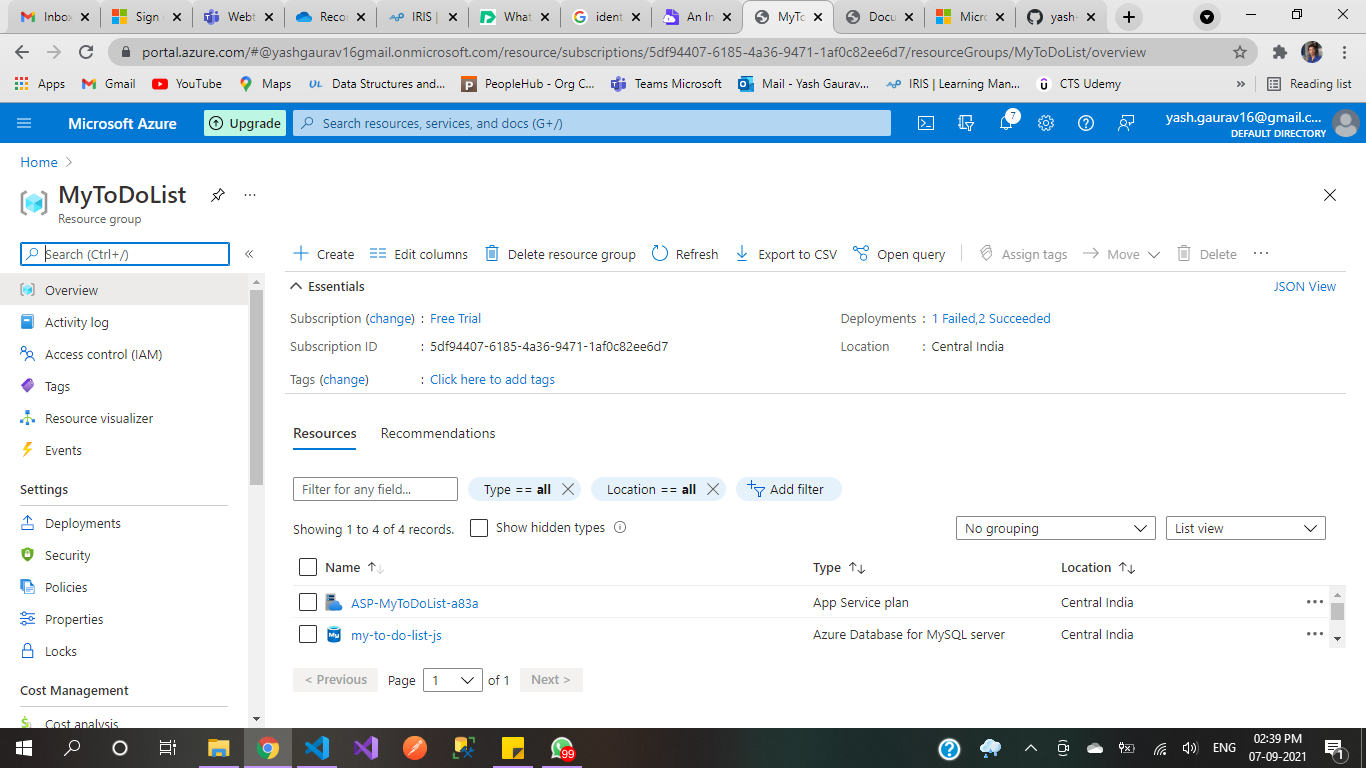 Inbox
Sign
Webt
Recor
IRIS |
What
ident
An In
MyTo
Docu
Micro
yash-
portal.azure.com/#@yashgaurav16gmail.onmicrosoft.com/resource/subscriptions/5df94407-6185-4a36-9471-1af0c82ee6d7/resourceGroups/MyToDoList/overview
Apps Gmail YouTube Maps UL Data Structures and... PeopleHub - Org C... Teams Microsoft Mail - Yash Gaurav... IRIS | Learning Man... CTS Udemy » Reading list
Microsoft Azure Upgrade Search resources, services, and docs (G+/) 7 yash.gaurav16@gmail.c...
DEFAULT DIRECTORY
Home >
MyToDoList ...
Resource group
Search (Ctrl+/) «
Create Edit columns Delete resource group Refresh Export to CSV Open query Assign tags Move Delete ...
Overview
Activity log
Access control (IAM)
Tags
Resource visualizer
Events
Settings
Deployments
Security
Policies
Properties
Locks
Cost Management
Cost analysis
Essentials JSON View
Subscription (change) : Free Trial
Deployments : 1 Failed,2 Succeeded
Subscription ID : 5df94407-6185-4a36-9471-1af0c82ee6d7
Location : Central India
Tags (change) : Click here to add tags
Resources Recommendations
Filter for any field... Type == all Location == all Add filter
Showing 1 to 4 of 4 records. Show hidden types
No grouping List view
Name Type Location
ASP-MyToDoList-a83a App Service plan Central India ...
My my-to-do-list-js Azure Database for MySQL server Central India ...
< Previous Page 1 of 1 Next >
99
ENG
02:39 PM
07-09-2021
1